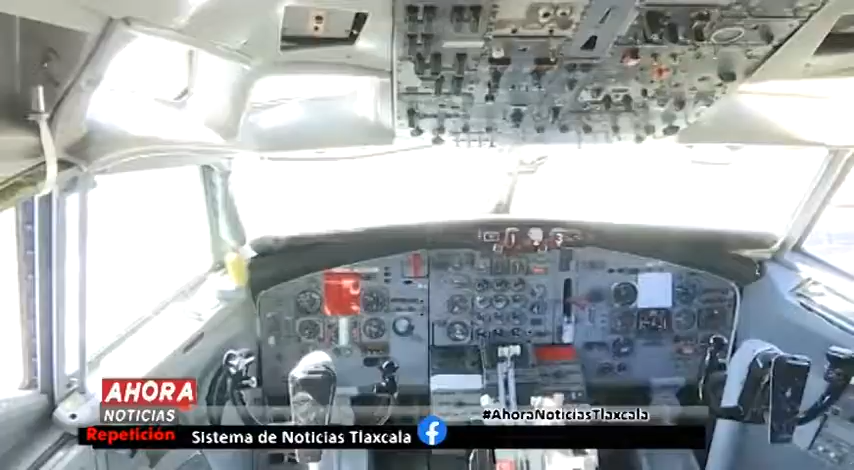 AHORA
NOTICIAS
#AhoraNoticiasTlaxcala
Repetición
Sistema de Noticias Tlaxcala